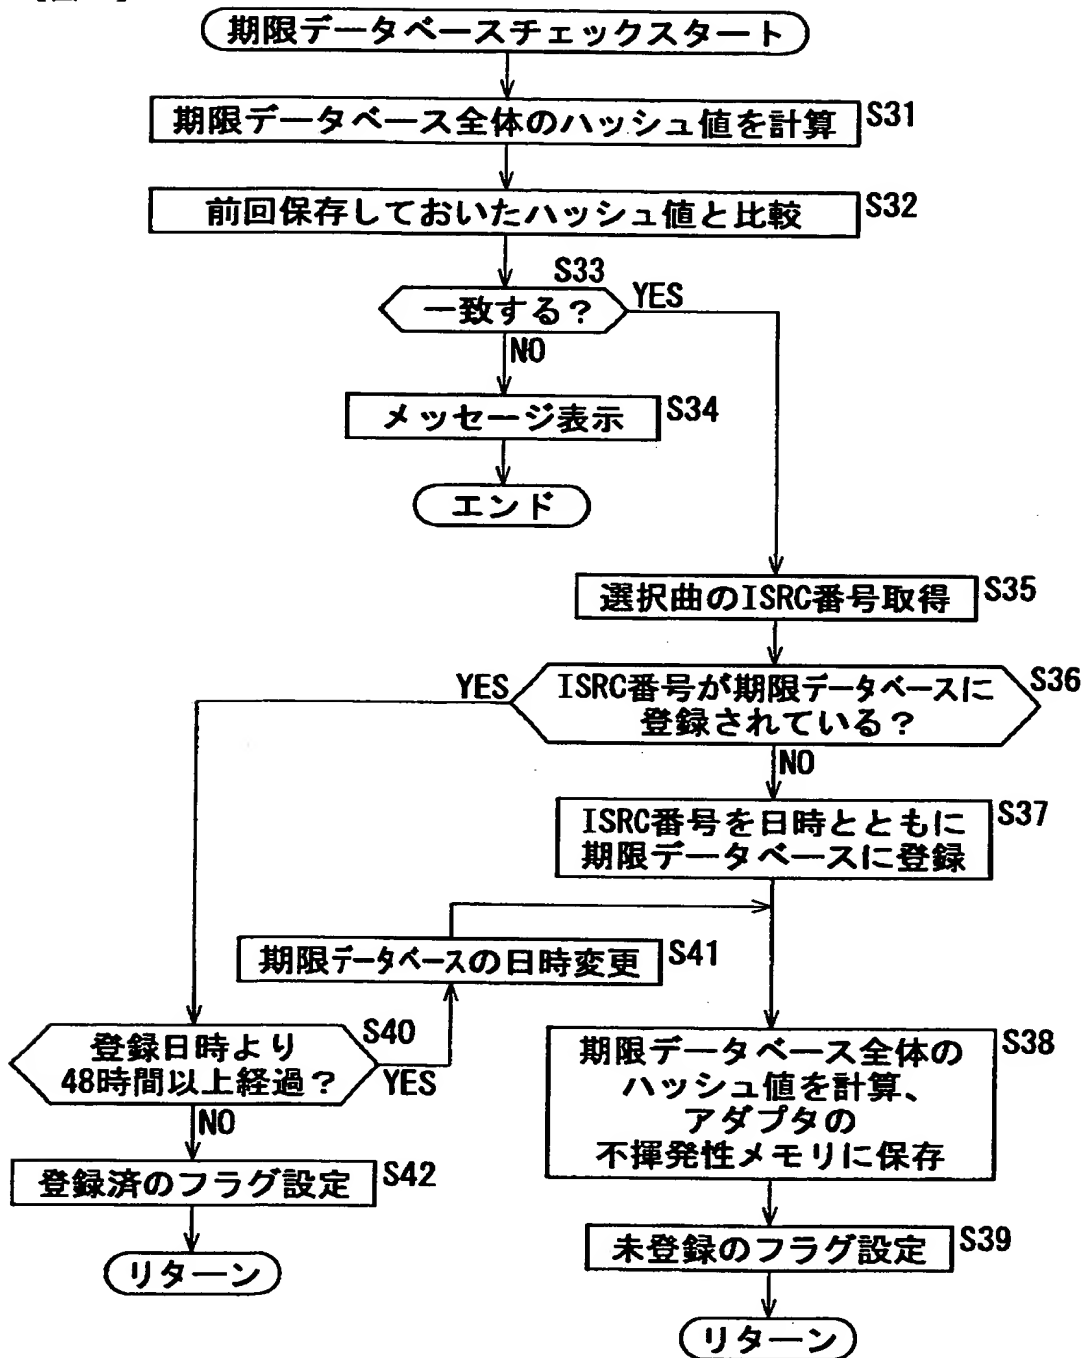 期限データベースチェックスタート
期限データベース全体のハッシュ値を計算
S31
前回保存しておいたハッシュ値と比較
S32
S33
一致する?
YES
NO
メッセージ表示
S34
エンド
選択曲のISRC番号取得
S35
YES
ISRC番号が期限データベースに
登録されている?
S36
NO
ISRC番号を日時とともに
期限データベースに登録
S37
期限データベースの日時変更
S41
登録日時より
48時間以上経過?
S40
YES
NO
期限データベース全体の
ハッシュ値を計算、
アダプタの
不揮発性メモリに保存
S38
登録済のフラグ設定
S42
リターン
未登録のフラグ設定
S39
リターン